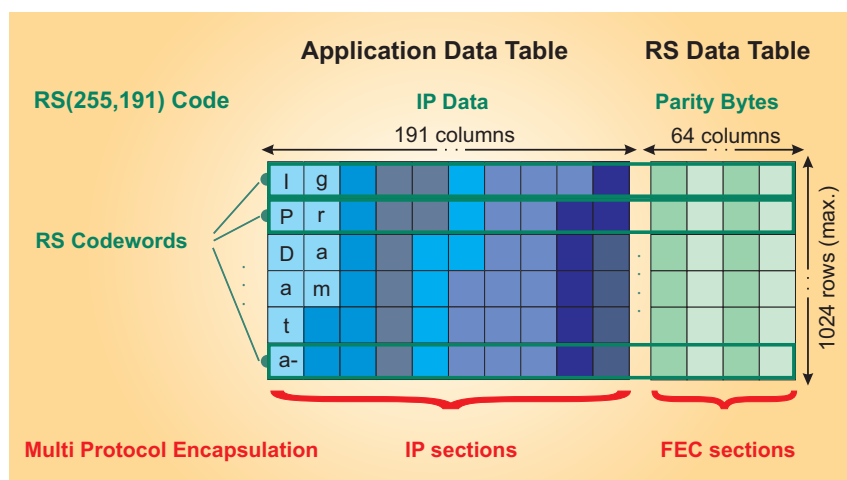 Application Data Table RS Data Table
RS(255,191) Code IP Data Parity Bytes
191 columns 64 columns
I g
P r
RS Codewords
D a
a m
t
a-
1024 rows (max.)
Multi Protocol Encapsulation IP sections FEC sections